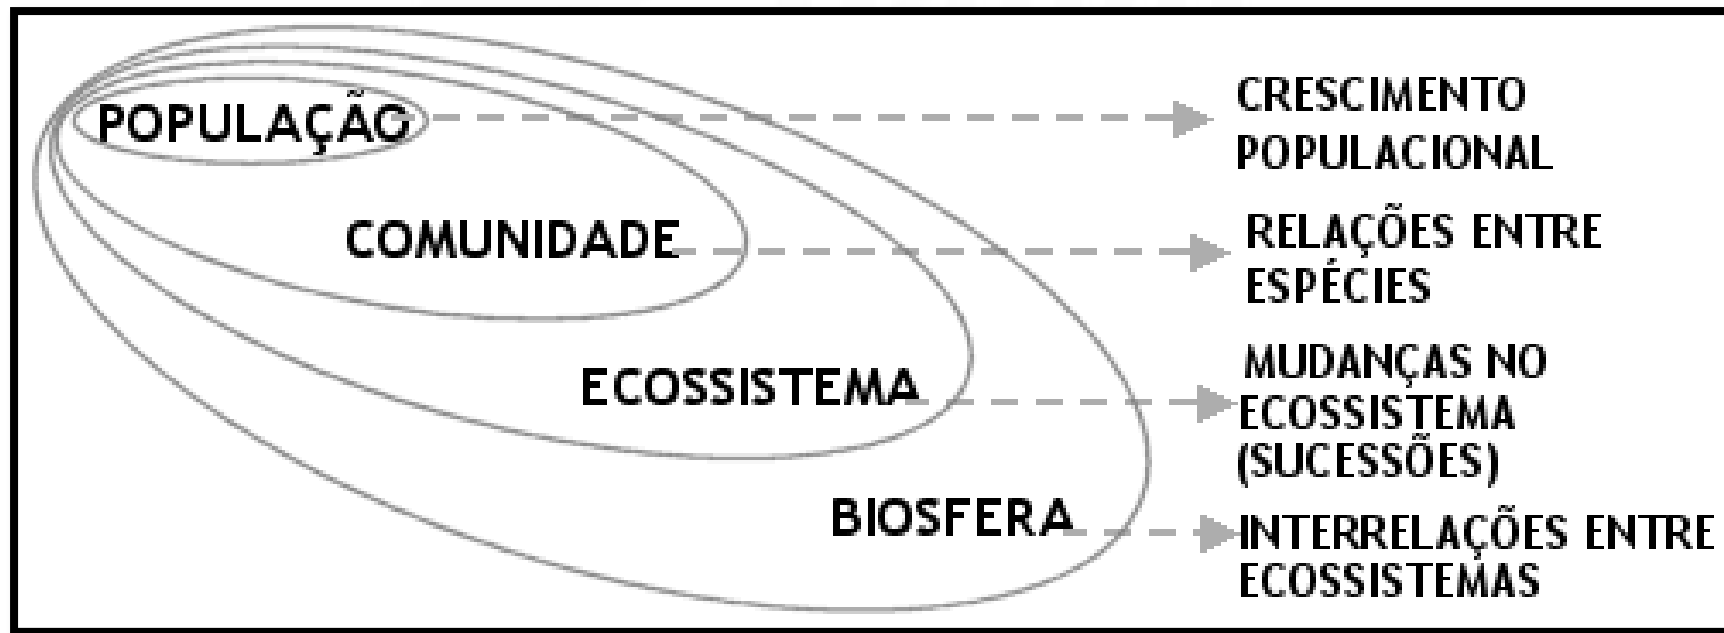 POPULAÇÃO
CRESCIMENTO
POPULACIONAL
COMUNIDADE
RELAÇÕES ENTRE
ESPÉCIES
ECOSSISTEMA
MUDANÇAS NO
ECOSSISTEMA
(SUCESSÕES)
BIOSFERA
INTERRELAÇÕES ENTRE
ECOSSISTEMAS